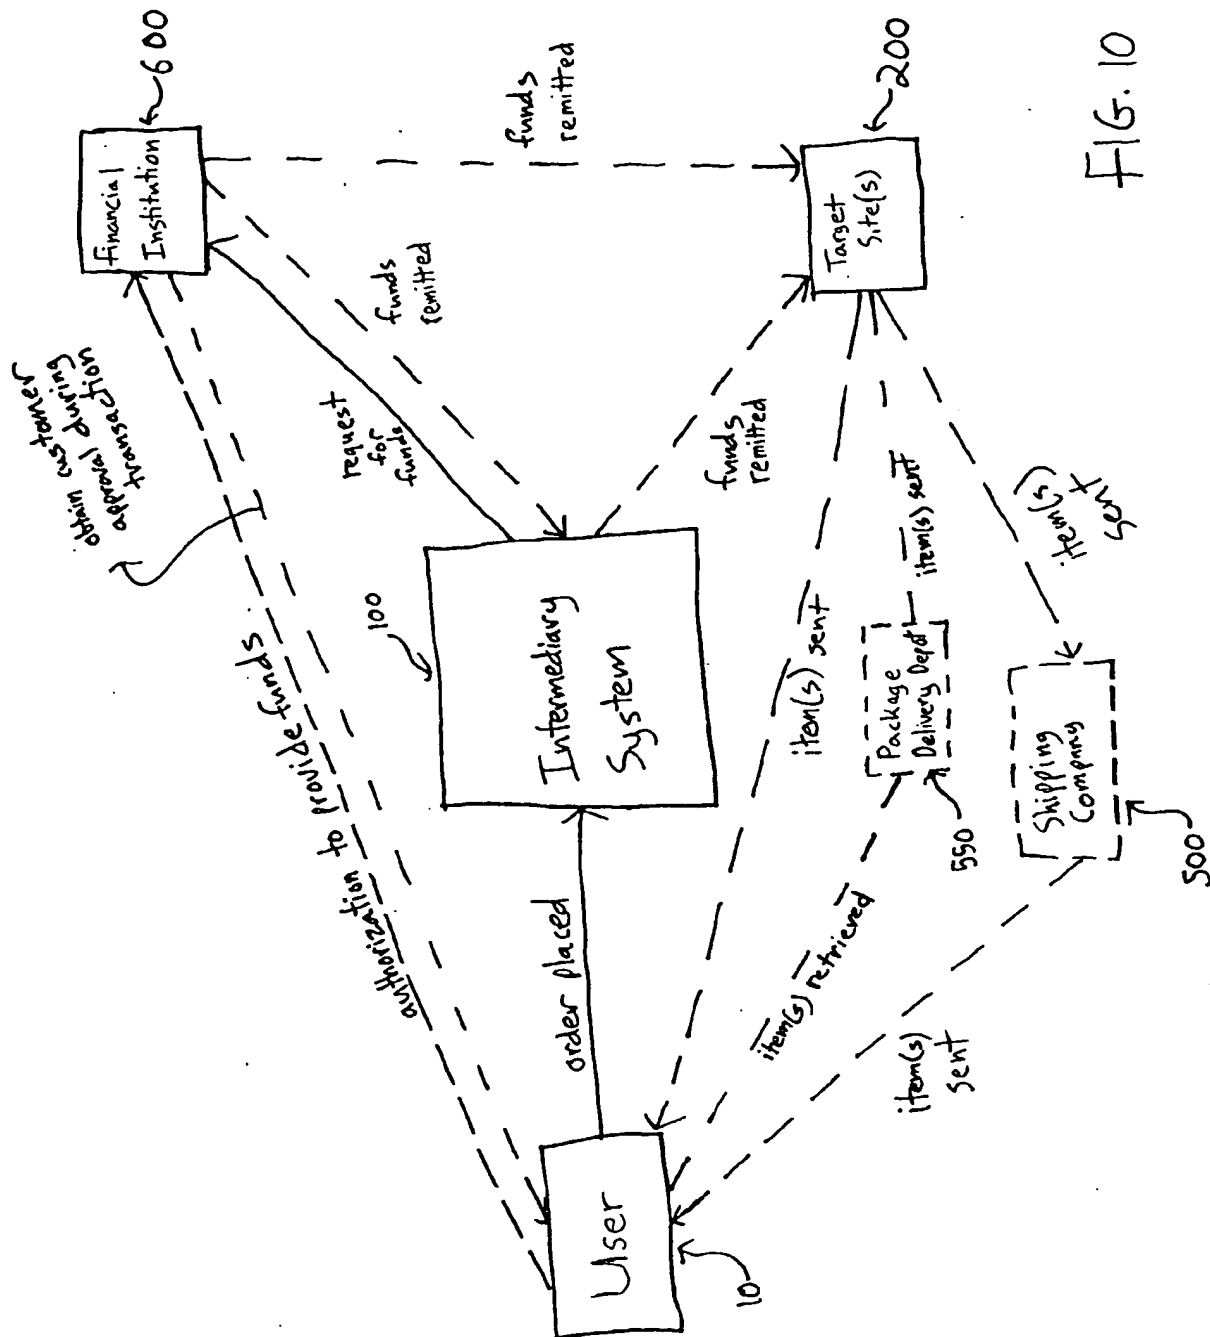 obtain customer
approval during
transaction
authorization to provide funds
Financial
Institution
600
request
for
funds
funds
remitted
funds
remitted
100
Intermediary
System
order placed
User
10
funds
remitted
Target
Site(s)
200
item(s) sent
item(s) sent
Package
Delivery Depot
550
item(s) retrieved
item(s)
sent
Shipping
Company
500
item(s)
sent
FIG. 10